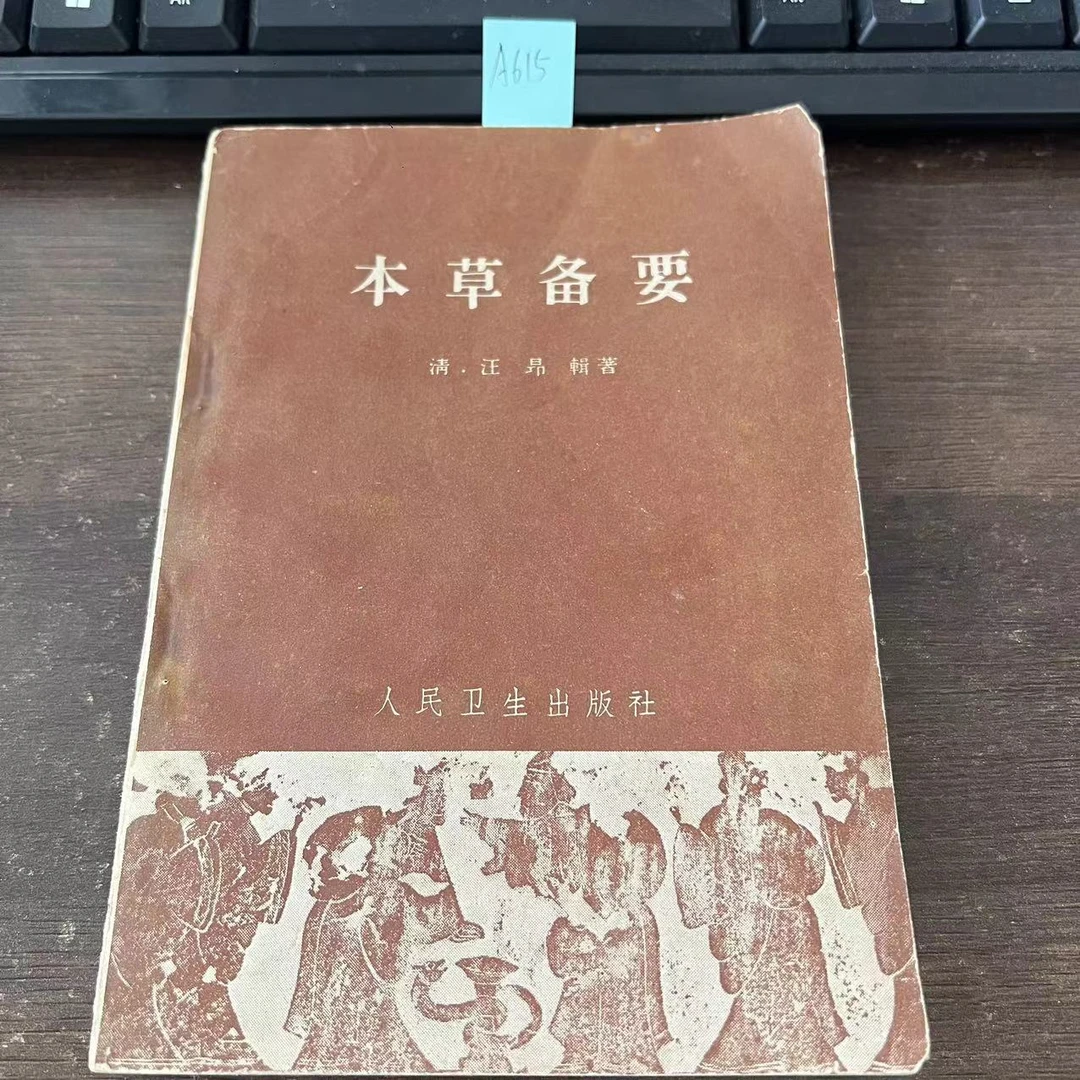 A615
本草备要
清·汪昂 輯著
人民卫生出版社